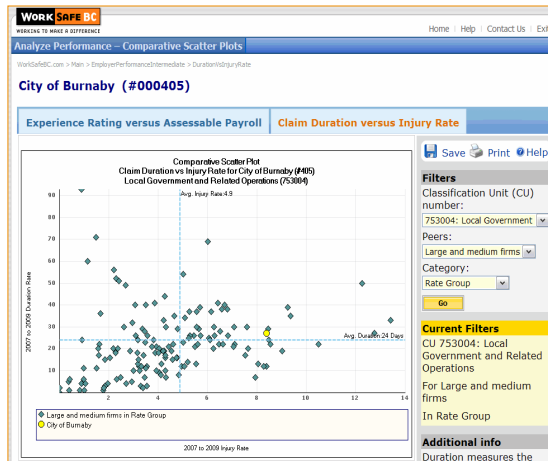 WORK SAFE BC
WORKING TO MAKE A DIFFERENCE
Home | Help | Contact Us | Exi
Analyze Performance – Comparative Scatter Plots
WorkSafeBC.com > Main > EmployerPerformanceIntermediate > DurationVsInjuryRate
City of Burnaby (#000405)
Experience Rating versus Assessable Payroll
Claim Duration versus Injury Rate
Save Print Help
Comparative Scatter Plot
Claim Duration vs Injury Rate for City of Burnaby (#405)
Local Government and Related Operations (753004)
Avg. Injury Rate:4.9
90
80
70
60
50
40
30
20
10
2007 to 2009 Duration Rate
Avg. Duration:24 Days
2 4 6 8 10 12 14
Large and medium firms in Rate Group
City of Burnaby
2007 to 2009 Injury Rate
Filters
Classification Unit (CU)
number:
753004: Local Government
Peers:
Large and medium firms
Category:
Rate Group
Go
Current Filters
CU 753004: Local
Government and Related
Operations
For Large and medium
firms
In Rate Group
Additional info
Duration measures the